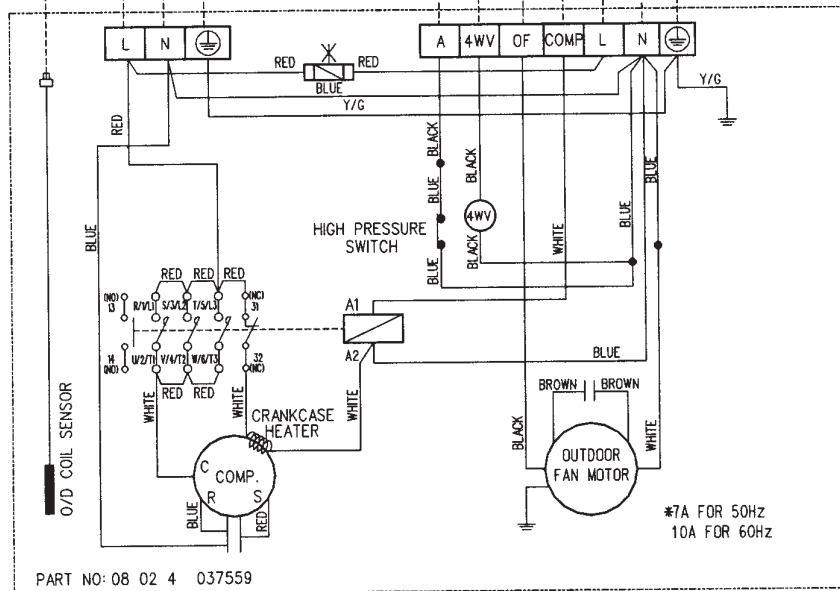 L N
A 4WV OF COMP L N
RED RED
BLUE
Y/G
Y/G
RED
BLACK
BLACK
BLUE
BLUE
BLUE
4WV
HIGH PRESSURE
SWITCH
WHITE
BLUE
BLACK
BLUE
RED RED RED
(NO) (NC)
13 R/1/L1 S/3/L2 T/5/L3 31
A1
14 U/2/T1 V/4/T2 W/6/T3 32
(NO) (NC)
A2
BLUE
RED RED
WHITE
WHITE
WHITE
BROWN BROWN
CRANKCASE
HEATER
BLACK
WHITE
O/D COIL SENSOR
C
COMP.
R S
BLUE
RED
OUTDOOR
FAN MOTOR
*7A FOR 50Hz
10A FOR 60Hz
PART NO: 08 02 4 037559